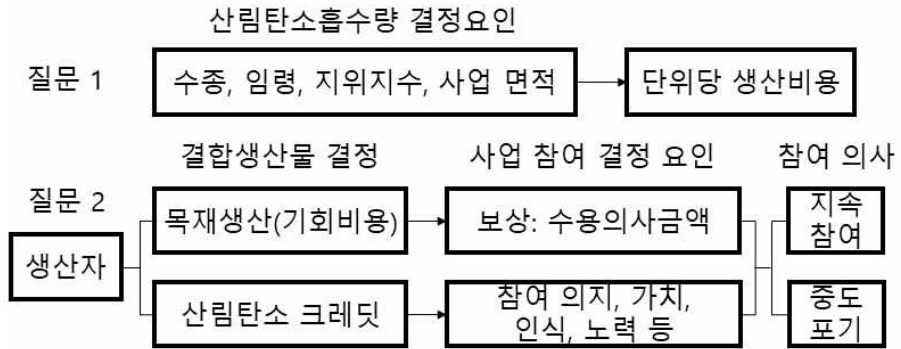 산림탄소흡수량 결정요인
질문 1
수종, 임령, 지위지수, 사업 면적
단위당 생산비용
결합생산물 결정
사업 참여 결정 요인
참여 의사
질문 2
생산자
목재생산(기회비용)
보상: 수용의사금액
지속
참여
산림탄소 크레딧
참여 의지, 가치,
인식, 노력 등
중도
포기